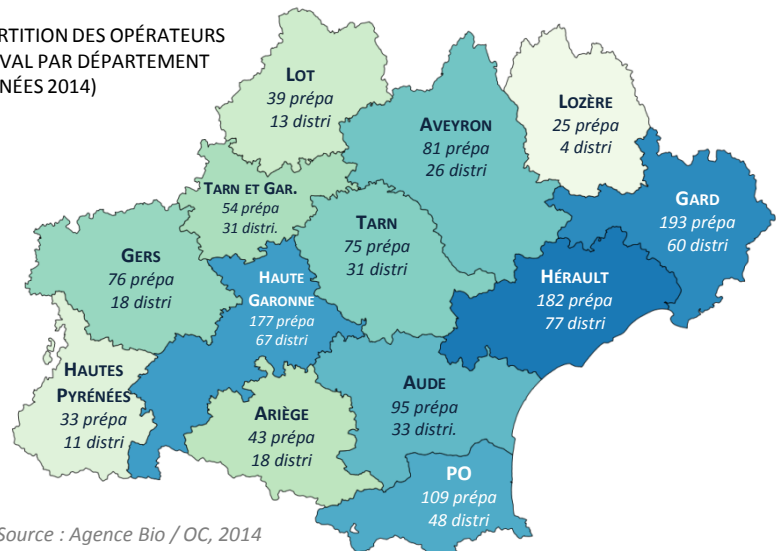 PARTITION DES OPÉRATEURS
VAL PAR DÉPARTEMENT
NÉES 2014)
LOT
39 prépa
13 distri
AVEYRON
81 prépa
26 distri
LOZÈRE
25 prépa
4 distri
GARD
193 prépa
60 distri
TARN ET GAR.
54 prépa
31 distri.
TARN
75 prépa
31 distri
GERS
76 prépa
18 distri
HAUTE
GARONNE
177 prépa
67 distri
HÉRAULT
182 prépa
77 distri
HAUTES
PYRÉNÉES
33 prépa
11 distri
ARIÈGE
43 prépa
18 distri
AUDE
95 prépa
33 distri.
PO
109 prépa
48 distri
Source : Agence Bio / OC, 2014